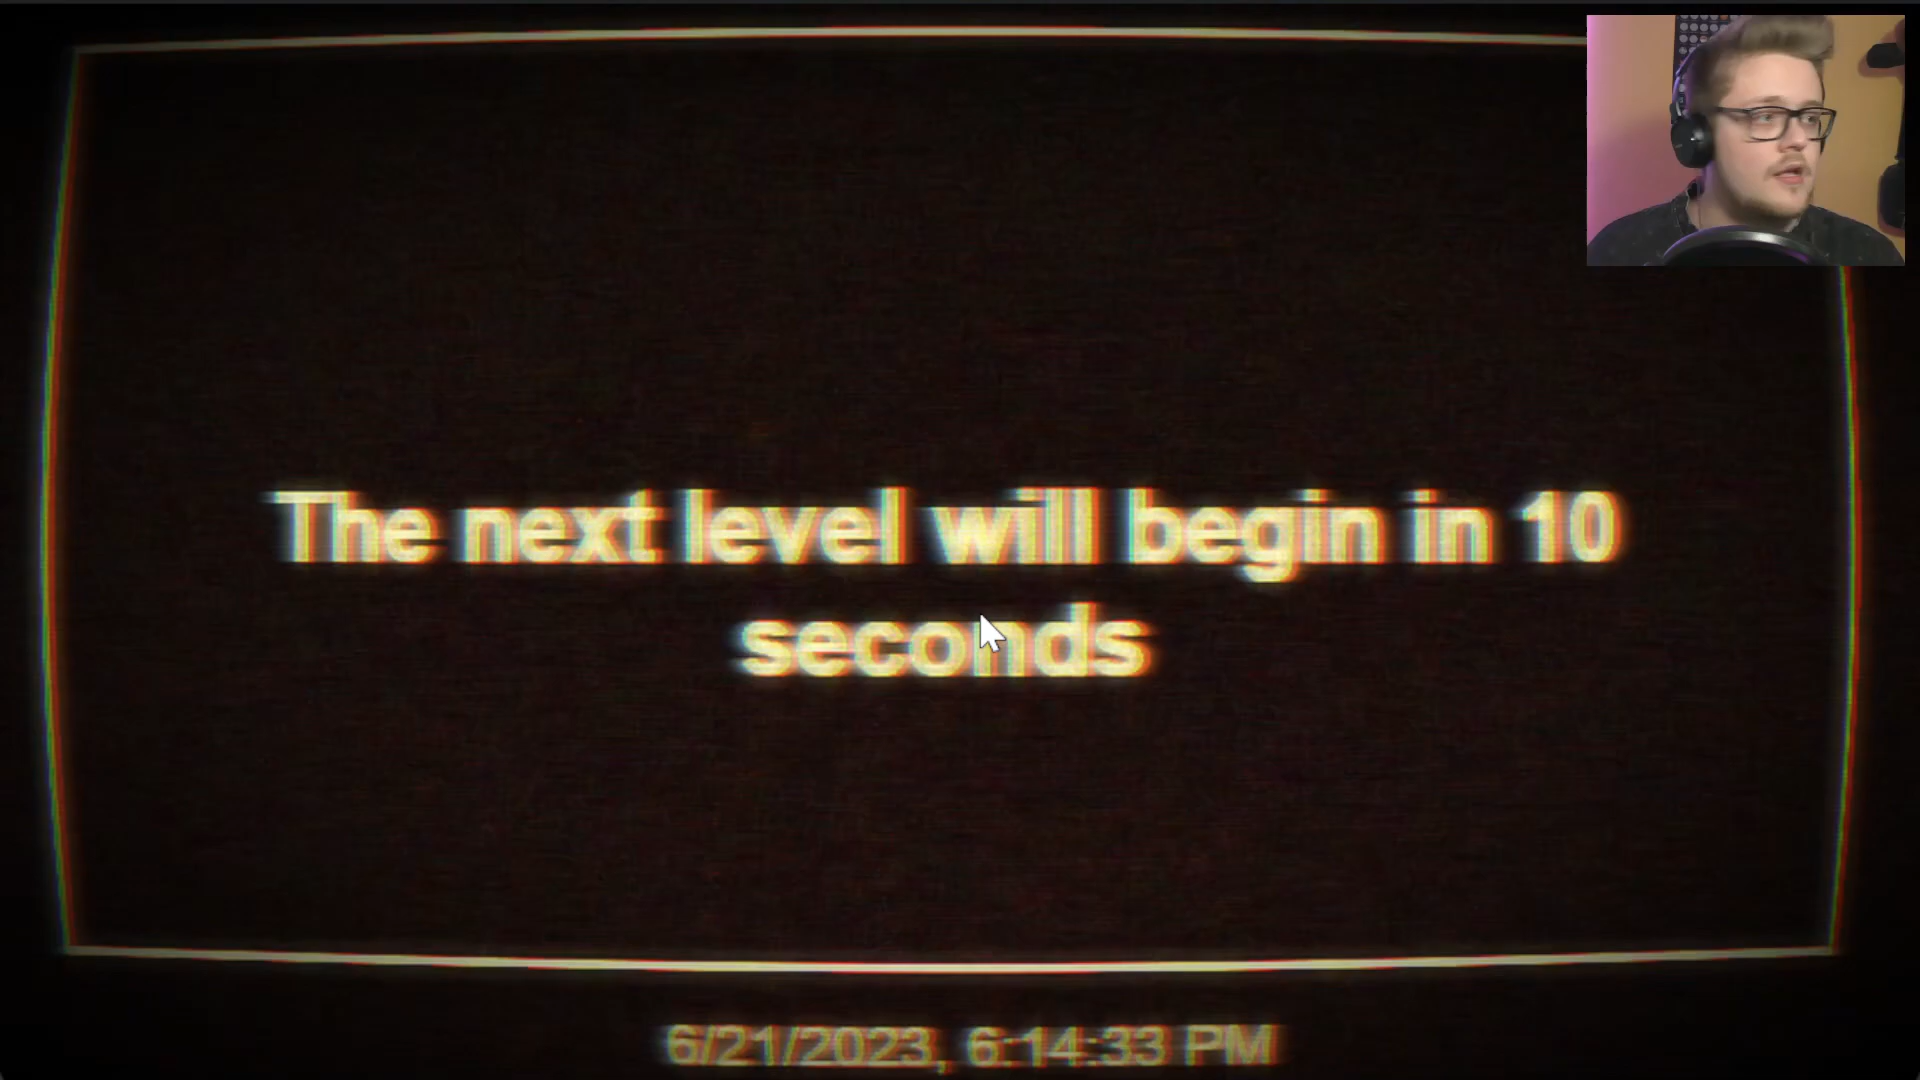 The next level will begin in 10
seconds
6/21/2023, 6:14:33 PM